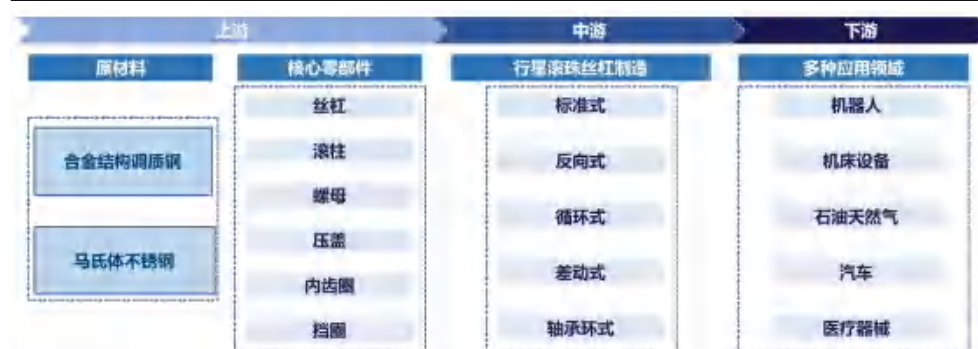 上游
中游
下游
原材料
核心零部件
行星滚珠丝杠制造
多种应用领域
合金结构调质钢
马氏体不锈钢
丝杠
滚柱
螺母
压盖
内齿圈
挡圈
标准式
反向式
循环式
差动式
轴承环式
机器人
机床设备
石油天然气
汽车
医疗器械